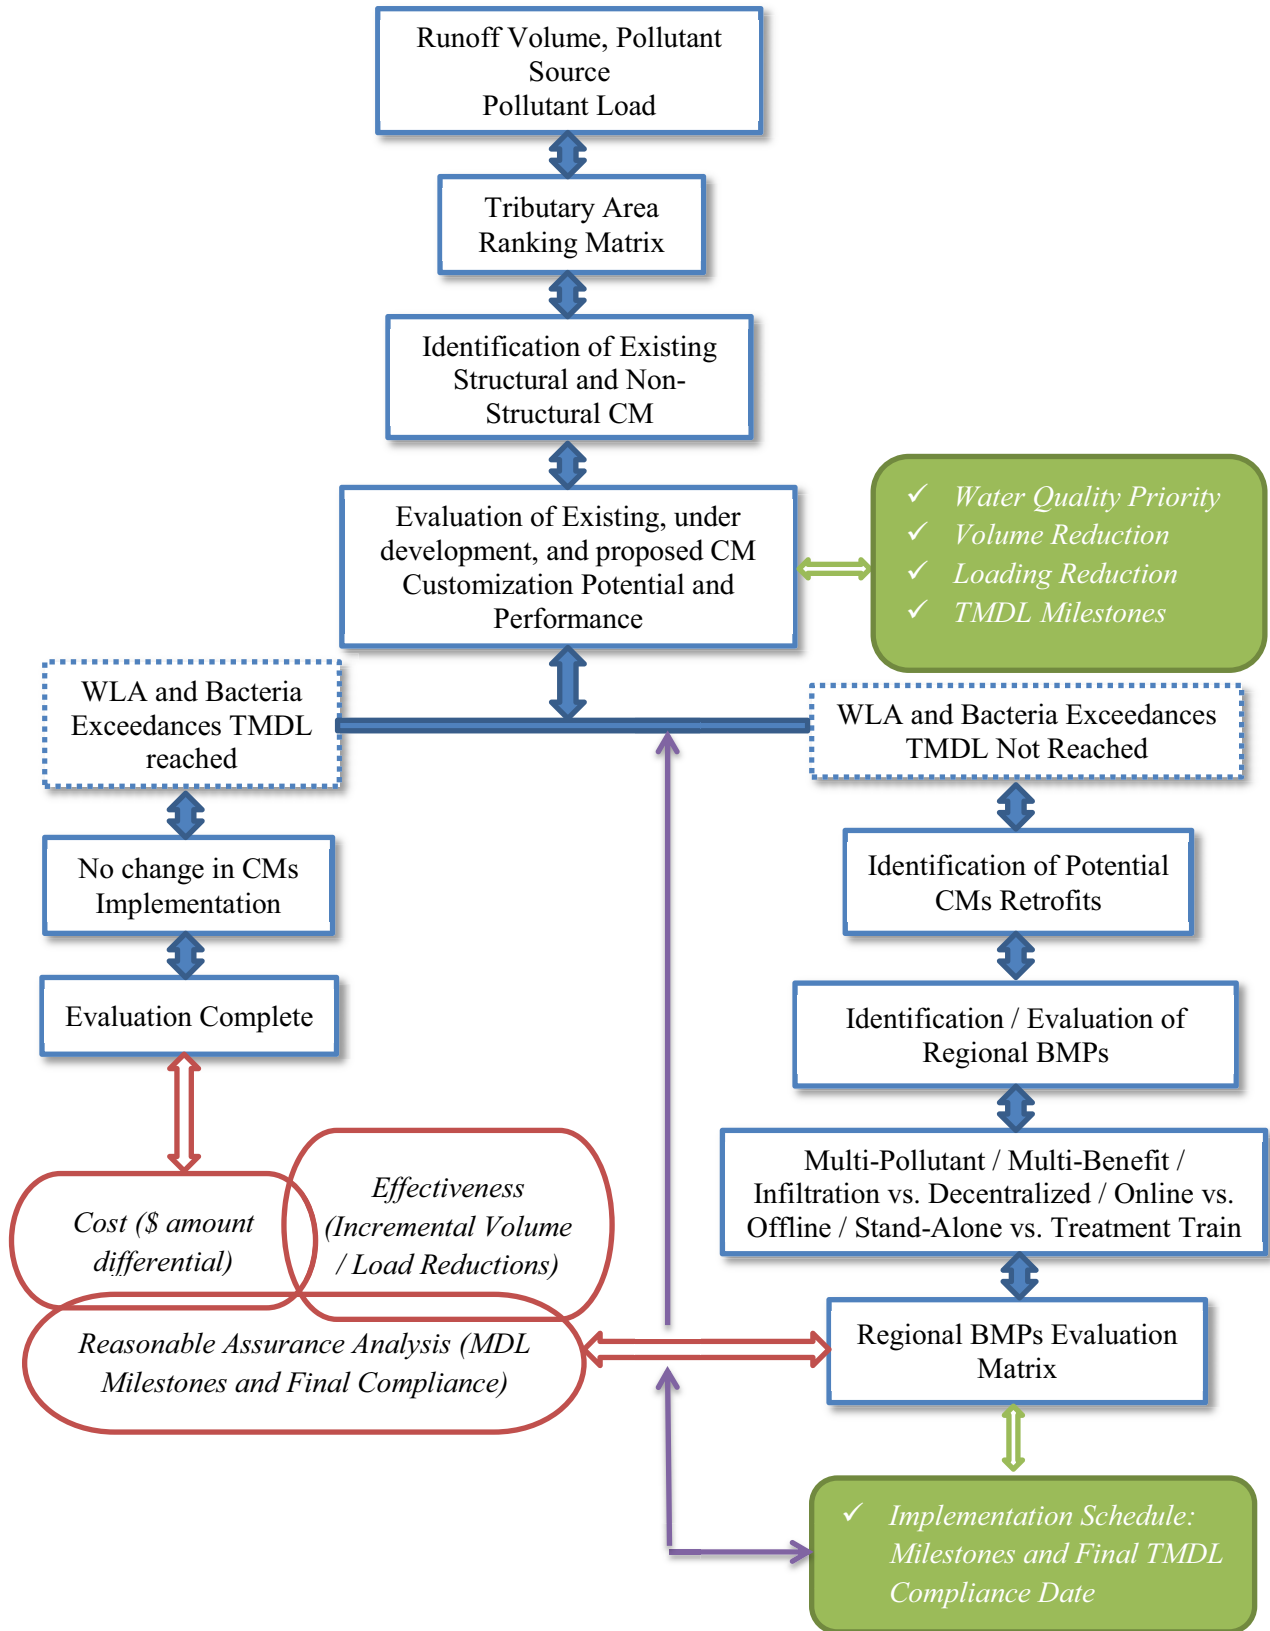 Runoff Volume, Pollutant
Source
Pollutant Load
Tributary Area
Ranking Matrix
Identification of Existing
Structural and Non-
Structural CM
Evaluation of Existing, under
development, and proposed CM
Customization Potential and
Performance
✓ Water Quality Priority
✓ Volume Reduction
✓ Loading Reduction
✓ TMDL Milestones
WLA and Bacteria
Exceedances TMDL
reached
WLA and Bacteria Exceedances
TMDL Not Reached
No change in CMs
Implementation
Identification of Potential
CMs Retrofits
Evaluation Complete
Identification / Evaluation of
Regional BMPs
Multi-Pollutant / Multi-Benefit /
Infiltration vs. Decentralized / Online vs.
Offline / Stand-Alone vs. Treatment Train
Cost ($ amount
differential)
Effectiveness
(Incremental Volume
/ Load Reductions)
Reasonable Assurance Analysis (MDL
Milestones and Final Compliance)
Regional BMPs Evaluation
Matrix
✓ Implementation Schedule:
Milestones and Final TMDL
Compliance Date